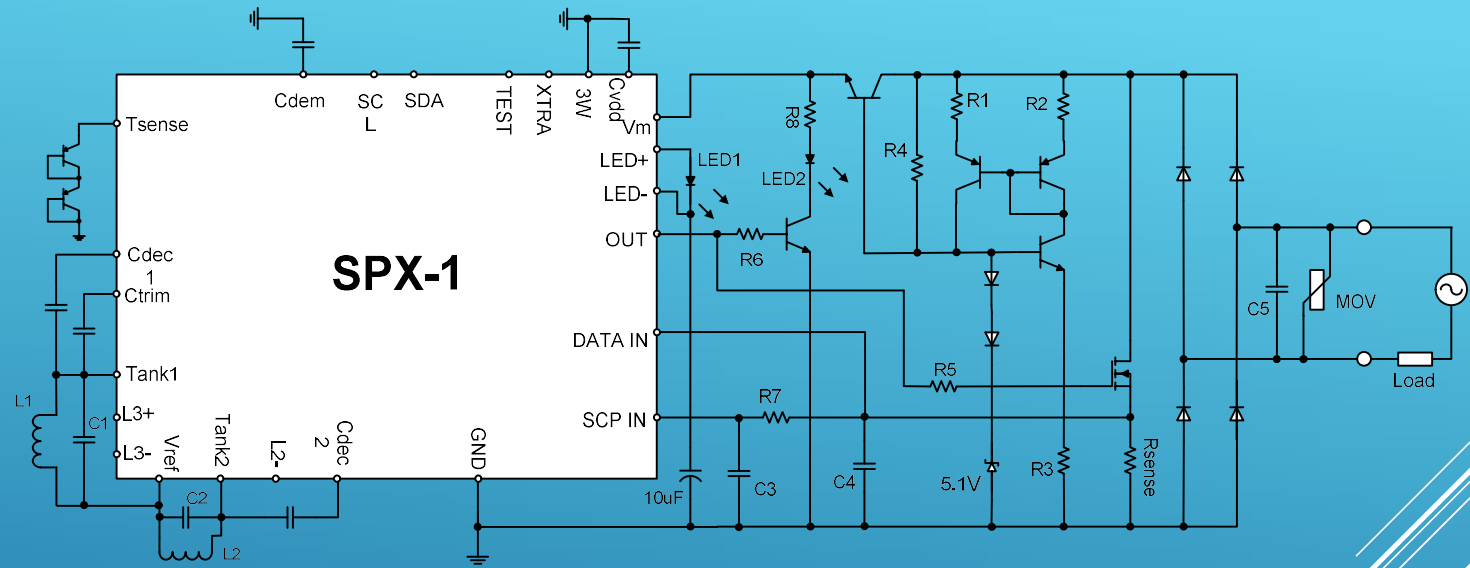 Cdem
SC
L
SDA
TEST
XTRA
3W
Cvdd
Vm
Tsense
LED+
LED-
OUT
LED1
R8
LED2
R6
R4
R1
R2
Cdec
1
Ctrim
SPX-1
DATA IN
C5
MOV
Load
Tank1
L1
C1
L3+
L3-
Vref
Tank2
L2-
Cdec
2
GND
SCP IN
R7
R5
C2
L2
10uF
C3
C4
5.1V
R3
Rsense